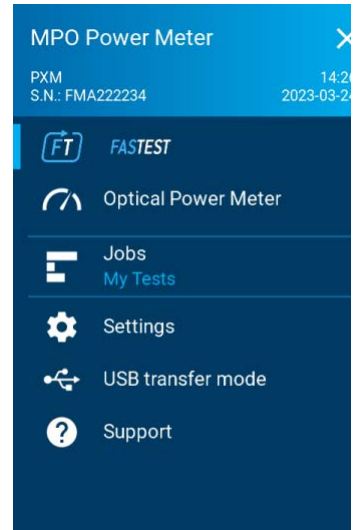 MPO Power Meter
PXM 14:26
S.N.: FMA222234 2023-03-24
FT FASTEST
Optical Power Meter
Jobs
My Tests
Settings
USB transfer mode
? Support